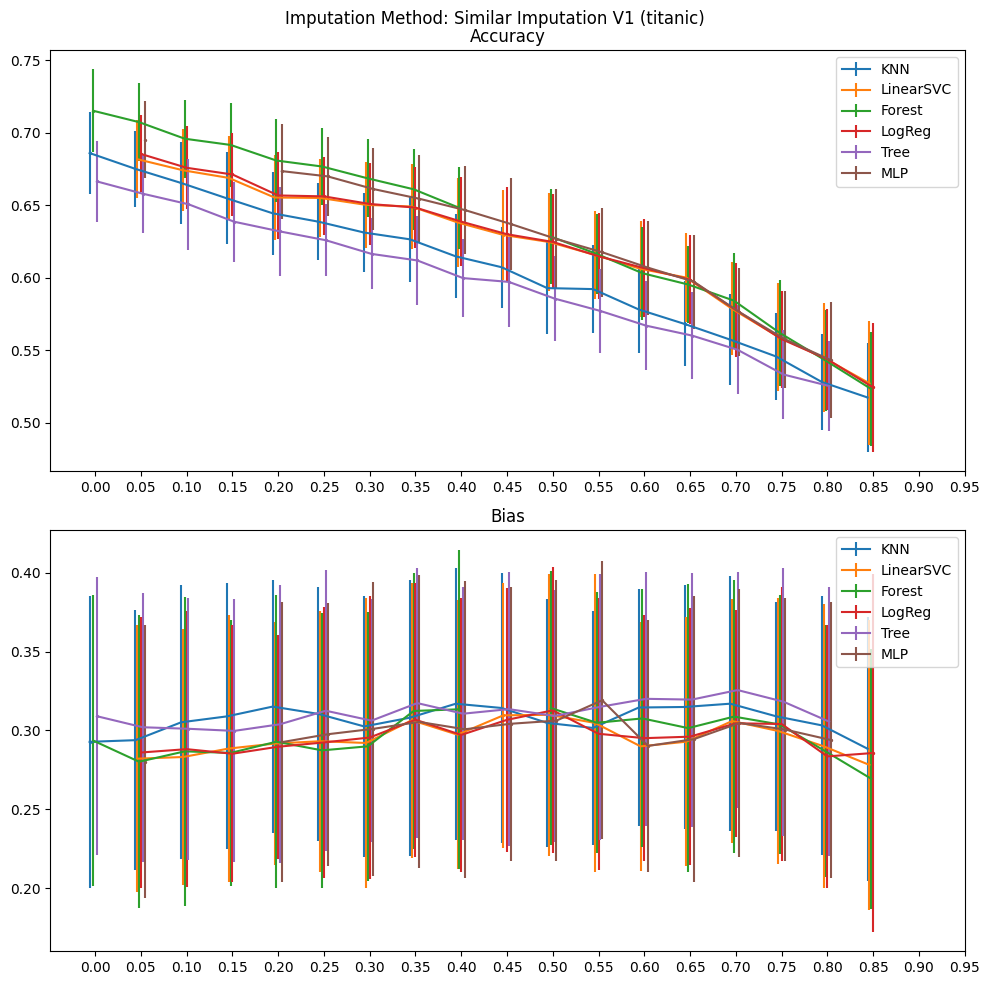 Imputation Method: Similar Imputation V1 (titanic)
Accuracy
0.75
0.70
0.65
0.60
0.55
0.50
KNN
LinearSVC
Forest
LogReg
Tree
MLP
0.00 0.05 0.10 0.15 0.20 0.25 0.30 0.35 0.40 0.45 0.50 0.55 0.60 0.65 0.70 0.75 0.80 0.85 0.90 0.95
Bias
0.40
0.35
0.30
0.25
0.20
KNN
LinearSVC
Forest
LogReg
Tree
MLP
0.00 0.05 0.10 0.15 0.20 0.25 0.30 0.35 0.40 0.45 0.50 0.55 0.60 0.65 0.70 0.75 0.80 0.85 0.90 0.95